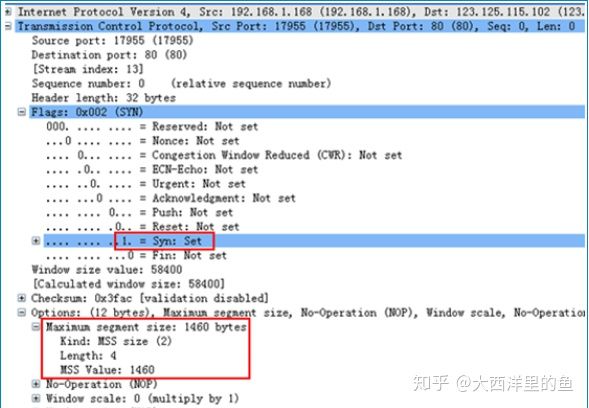 Internet Protocol Version 4, Src: 192.168.1.168 (192.168.1.168), Dst: 123.125.115.102 (123.125
Transmission Control Protocol, Src Port: 17955 (17955), Dst Port: 80 (80), Seq: 0, Len: 0
Source port: 17955 (17955)
Destination port: 80 (80)
[Stream index: 13]
Sequence number: 0    (relative sequence number)
Header length: 32 bytes
Flags: 0x002 (SYN)
000. .... .... = Reserved: Not set
...0 .... .... = Nonce: Not set
.... 0... .... = Congestion Window Reduced (CWR): Not set
.... .0.. .... = ECN-Echo: Not set
.... ..0. .... = Urgent: Not set
.... ...0 .... = Acknowledgment: Not set
.... .... 0... = Push: Not set
.... .... .0.. = Reset: Not set
.... .... ..1. = Syn: Set
.... .... ...0 = Fin: Not set
Window size value: 58400
[Calculated window size: 58400]
Checksum: 0x3fac [validation disabled]
Options: (12 bytes), Maximum segment size, No-Operation (NOP), Window scale, No-Operation
Maximum segment size: 1460 bytes
Kind: MSS size (2)
Length: 4
MSS Value: 1460
No-Operation (NOP)
Window scale: 0 (multiply by 1)
知乎 @大西洋里的鱼